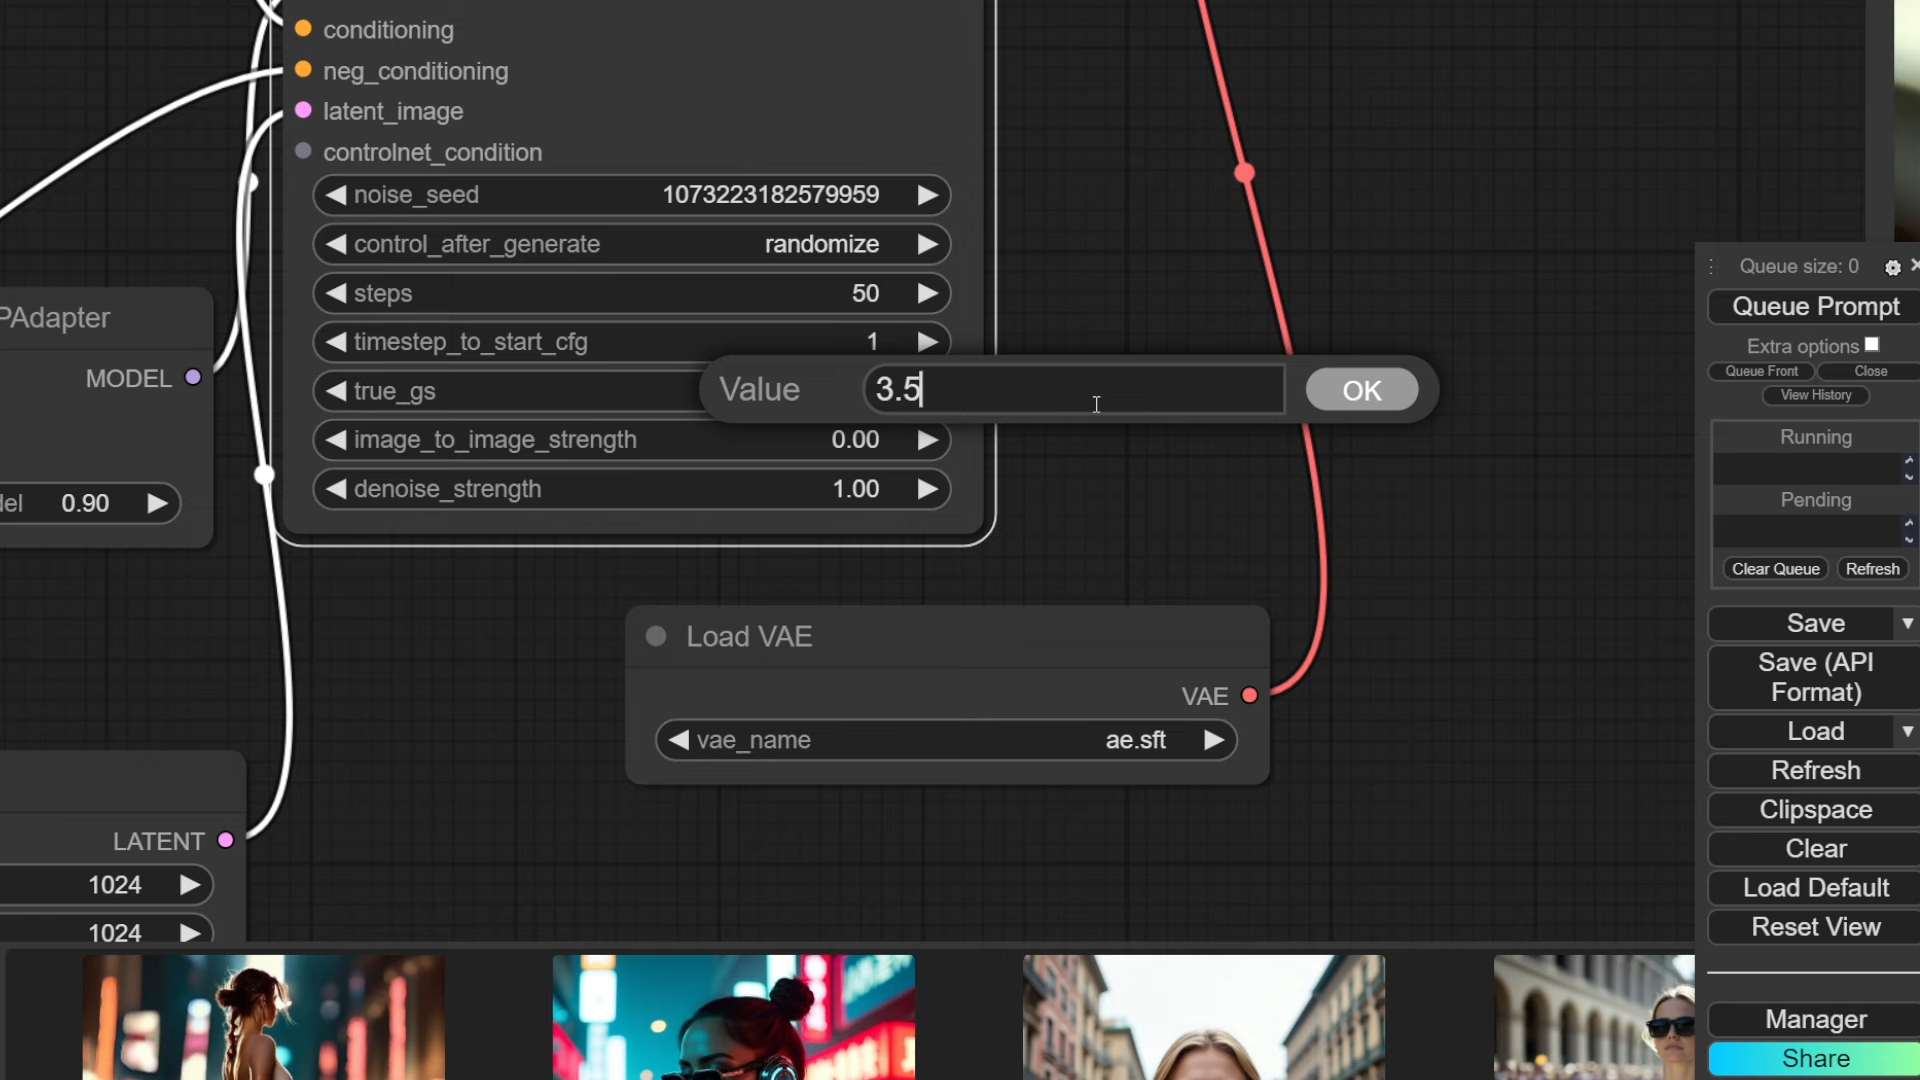 conditioning
neg_conditioning
latent_image
controlnet_condition
noise_seed 1073223182579959
control_after_generate randomize
steps 50
timestep_to_start_cfg 1
true_gs
Value 3.5 OK
image_to_image_strength 0.00
denoise_strength 1.00
PAdapter
MODEL
del 0.90
Load VAE
VAE
vae_name ae.sft
LATENT
1024
1024
Queue size: 0
Queue Prompt
Extra options
Queue Front Close
View History
Running
Pending
Clear Queue Refresh
Save
Save (API
Format)
Load
Refresh
Clipspace
Clear
Load Default
Reset View
Manager
Share